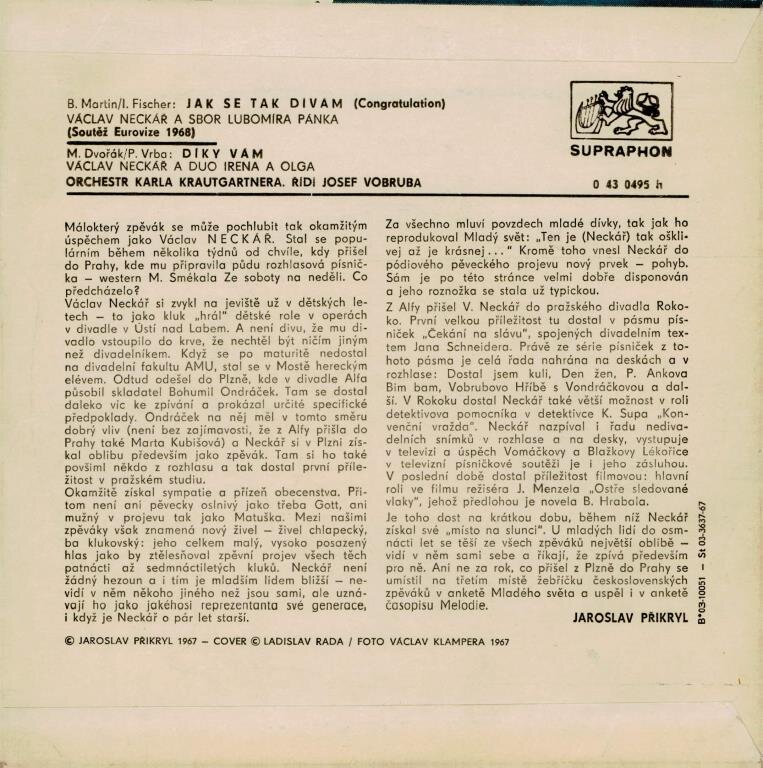 B. Martin/I. Fischer: JAK SE TAK DÍVÁM (Congratulation)
VÁCLAV NECKÁŘ A SBOR LUBOMÍRA PÁNKA
(Soutěž Eurovize 1968)
M. Dvořák/P. Vrba: DÍKY VÁM
VÁCLAV NECKÁŘ A DUO IRENA A OLGA
ORCHESTR KARLA KRAUTGARTNERA. ŘÍDÍ JOSEF VOBRUBA
SUPRAPHON
0 43 0495 h
Málokterý zpěvák se může pochlubit tak okamžitým
úspěchem jako Václav NECKÁŘ. Stal se popu-
lárním během několika týdnů od chvíle, kdy přišel
do Prahy, kde mu připravila půdu rozhlasová písnič-
ka – western M. Smékala Ze soboty na neděli. Co
předcházelo?
Václav Neckář si zvykl na jeviště už v dětských le-
tech – to jako kluk „hrál" dětské role v operách
v divadle v Ústí nad Labem. A není divu, že mu di-
vadlo vstoupilo do krve, že nechtěl být ničím jiným
než divadelníkem. Když se po maturitě nedostal
na divadelní fakultu AMU, stal se v Mostě hereckým
elévem. Odtud odešel do Plzně, kde v divadle Alfa
působil skladatel Bohumil Ondráček. Tam se dostal
daleko víc ke zpívání a prokázal určité specifické
předpoklady. Ondráček na něj měl v tomto směru
dobrý vliv (není bez zajímavosti, že z Alfy přišla do
Prahy také Marta Kubišová) a Neckář si v Plzni zís-
kal oblibu především jako zpěvák. Tam si ho také
povšiml někdo z rozhlasu a tak dostal první příle-
žitost v pražském studiu.
Okamžitě získal sympatie a přízeň obecenstva. Při-
tom není ani pěvecky oslnivý jako třeba Gott, ani
mužný v projevu tak jako Matuška. Mezi našimi
zpěváky však znamená nový živel – živel chlapecký,
ba klukovský: jeho celkem malý, vysoko posazený
hlas jako by ztělesňoval zpěvní projev všech těch
patnácti až sedmnáctiletých kluků. Neckář není
žádný hezoun a i tím je mladším lidem bližší – ne-
vidí v něm někoho jiného než jsou sami, ale uzná-
vají ho jako jakéhosi reprezentanta své generace,
i když je Neckář o pár let starší.
Za všechno mluví povzdech mladé dívky, tak jak ho
reprodukoval Mladý svět: „Ten je (Neckář) tak oškli-
vej až je krásnej..." Kromě toho vnesl Neckář do
pódiového pěveckého projevu nový prvek – pohyb.
Sám je po této stránce velmi dobře disponován
a jeho roznožka se stala už typickou.
Z Alfy přišel V. Neckář do pražského divadla Roko-
ko. První velkou příležitost tu dostal v pásmu pís-
niček „Čekání na slávu", spojených divadelním tex-
tem Jana Schneidera. Právě ze série písniček z to-
hoto pásma je celá řada nahrána na deskách a v
rozhlase: Dostal jsem kuli, Den žen, P. Ankova
Bim bam, Vobrubovo Hříbě s Vondráčkovou a dal-
ší. V Rokoku dostal Neckář také větší možnost v roli
detektivova pomocníka v detektivce K. Supa „Kon-
venční vražda". Neckář nazpíval i řadu nediva-
delních snímků v rozhlase a na desky, vystupuje
v televizi a úspěch Vomáčkovy a Blažkovy Lékořice
v televizní písničkové soutěži je i jeho zásluhou.
V poslední době dostal příležitost filmovou: hlavní
roli ve filmu režiséra J. Menzela „Ostře sledované
vlaky", jehož předlohou je novela B. Hrabala.
Je toho dost na krátkou dobu, během níž Neckář
získal své „místo na slunci". U mladých lidí do osm-
nácti let se těší ze všech zpěváků největší oblibě –
vidí v něm sami sebe a říkají, že zpívá především
pro ně. Ani ne za rok, co přišel z Plzně do Prahy se
umístil na třetím místě žebříčku československých
zpěváků v anketě Mladého světa a uspěl i v anketě
časopisu Melodie.
JAROSLAV PŘIKRYL
B*03-10051 – St 03-3637-67
© JAROSLAV PŘIKRYL 1967 – COVER © LADISLAV RADA / FOTO VÁCLAV KLAMPERA 1967